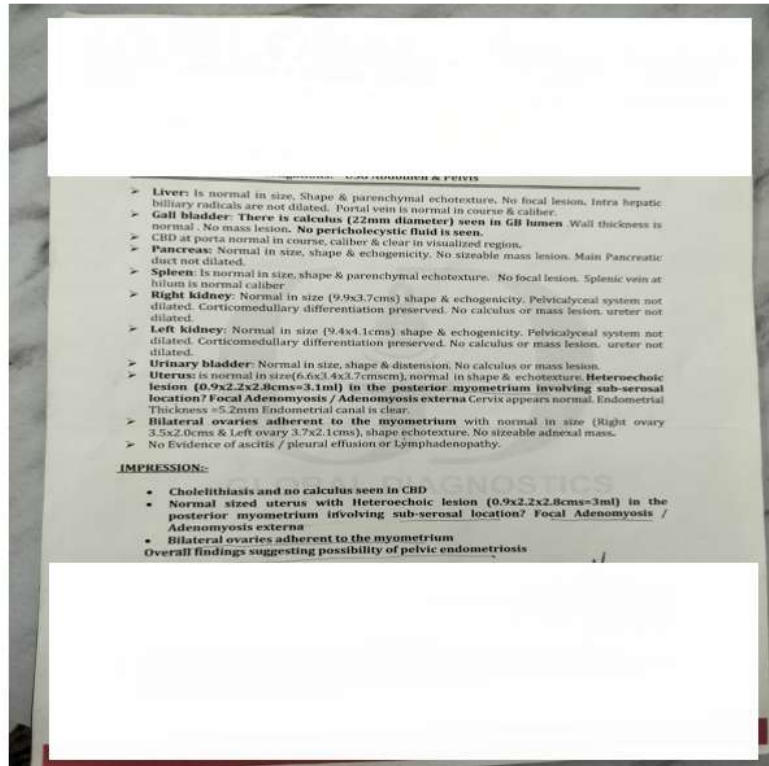 USG Abdomen & Pelvis
➤ Liver: Is normal in size, Shape & parenchymal echotexture. No focal lesion. Intra hepatic
billiary radicals are not dilated. Portal vein is normal in course & caliber.
➤ Gall bladder: There is calculus (22mm diameter) seen in GB lumen .Wall thickness is
normal . No mass lesion. No pericholecystic fluid is seen.
➤ CBD at porta normal in course, caliber & clear in visualized region.
➤ Pancreas: Normal in size, shape & echogenicity. No sizeable mass lesion. Main Pancreatic
duct not dilated.
➤ Spleen: Is normal in size, shape & parenchymal echotexture. No focal lesion. Splenic vein at
hilum is normal caliber
➤ Right kidney: Normal in size (9.9x3.7cms) shape & echogenicity. Pelvicalyceal system not
dilated. Corticomedullary differentiation preserved. No calculus or mass lesion. ureter not
dilated.
➤ Left kidney: Normal in size (9.4x4.1cms) shape & echogenicity. Pelvicalyceal system not
dilated. Corticomedullary differentiation preserved. No calculus or mass lesion. ureter not
dilated.
➤ Urinary bladder: Normal in size, shape & distension. No calculus or mass lesion.
➤ Uterus: is normal in size(6.6x3.4x3.7cmscm), normal in shape & echotexture. Heteroechoic
lesion (0.9x2.2x2.8cms=3.1ml) in the posterior myometrium involving sub-serosal
location? Focal Adenomyosis / Adenomyosis externa Cervix appears normal. Endometrial
Thickness =5.2mm Endometrial canal is clear.
➤ Bilateral ovaries adherent to the myometrium with normal in size (Right ovary
3.5x2.0cms & Left ovary 3.7x2.1cms), shape echotexture. No sizeable adnexal mass.
➤ No Evidence of ascitis / pleural effusion or Lymphadenopathy.
IMPRESSION:-
GLOBAL DIAGNOSTICS
• Cholelithiasis and no calculus seen in CBD
• Normal sized uterus with Heteroechoic lesion (0.9x2.2x2.8cms=3ml) in the
posterior myometrium involving sub-serosal location? Focal Adenomyosis /
Adenomyosis externa
• Bilateral ovaries adherent to the myometrium
Overall findings suggesting possibility of pelvic endometriosis